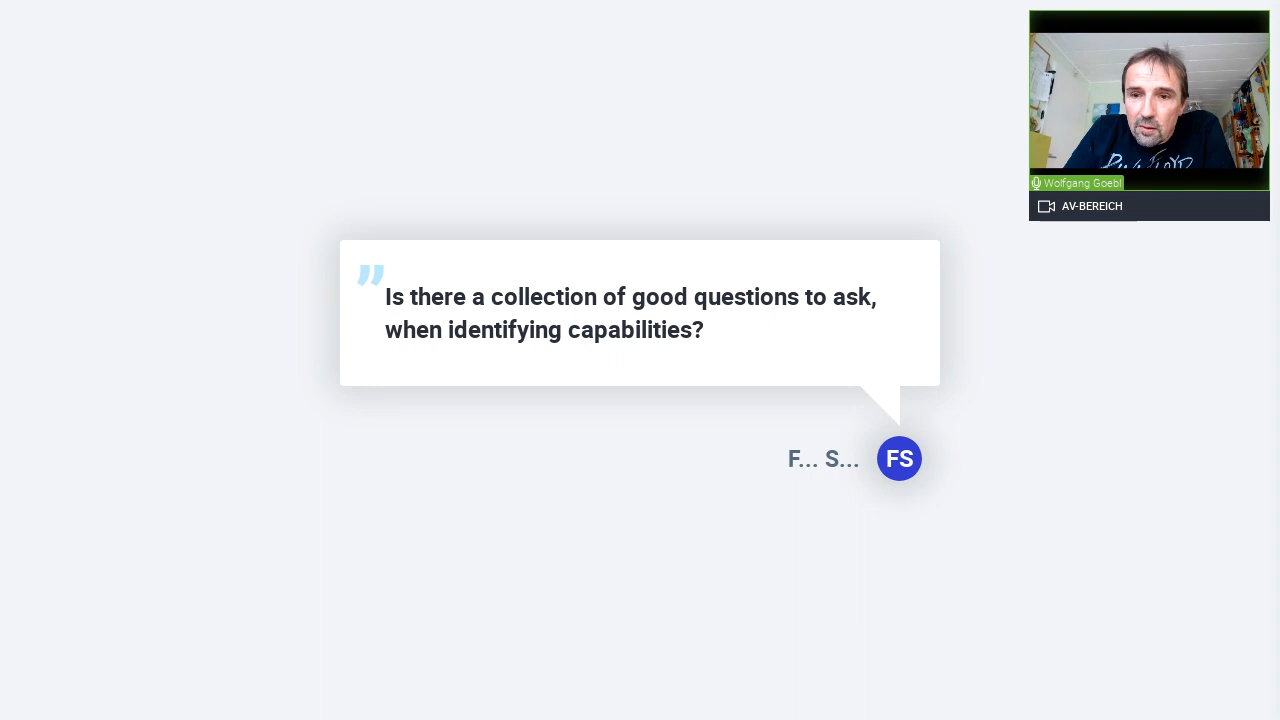 Wolfgang Goebl
AV-BEREICH
” Is there a collection of good questions to ask,
when identifying capabilities?
F... S... FS